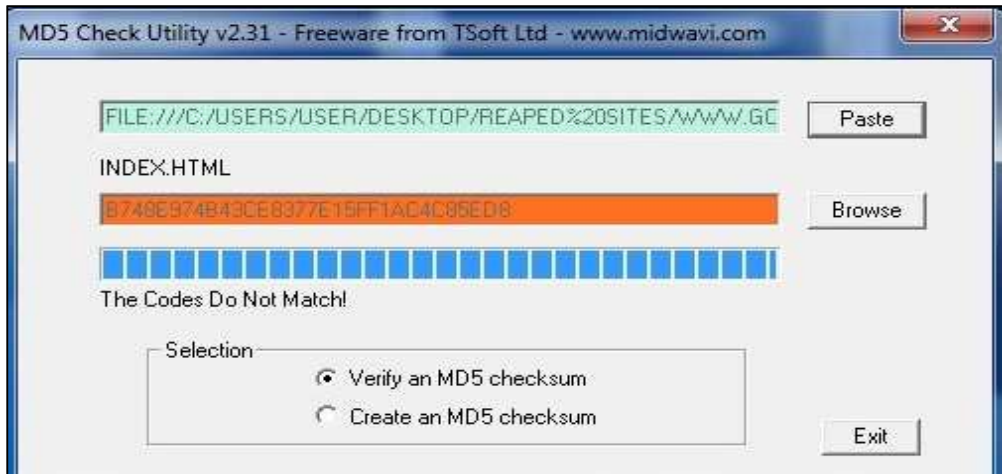 MD5 Check Utility v2.31 - Freeware from TSoft Ltd - www.midwavi.com
FILE:///C:/USERS/USER/DESKTOP/REAPED%20SITES/WWW.GO
Paste
INDEX.HTML
B748E974B43CE8377E15FF1AC4C85ED8
Browse
The Codes Do Not Match!
Selection
Verify an MD5 checksum
Create an MD5 checksum
Exit